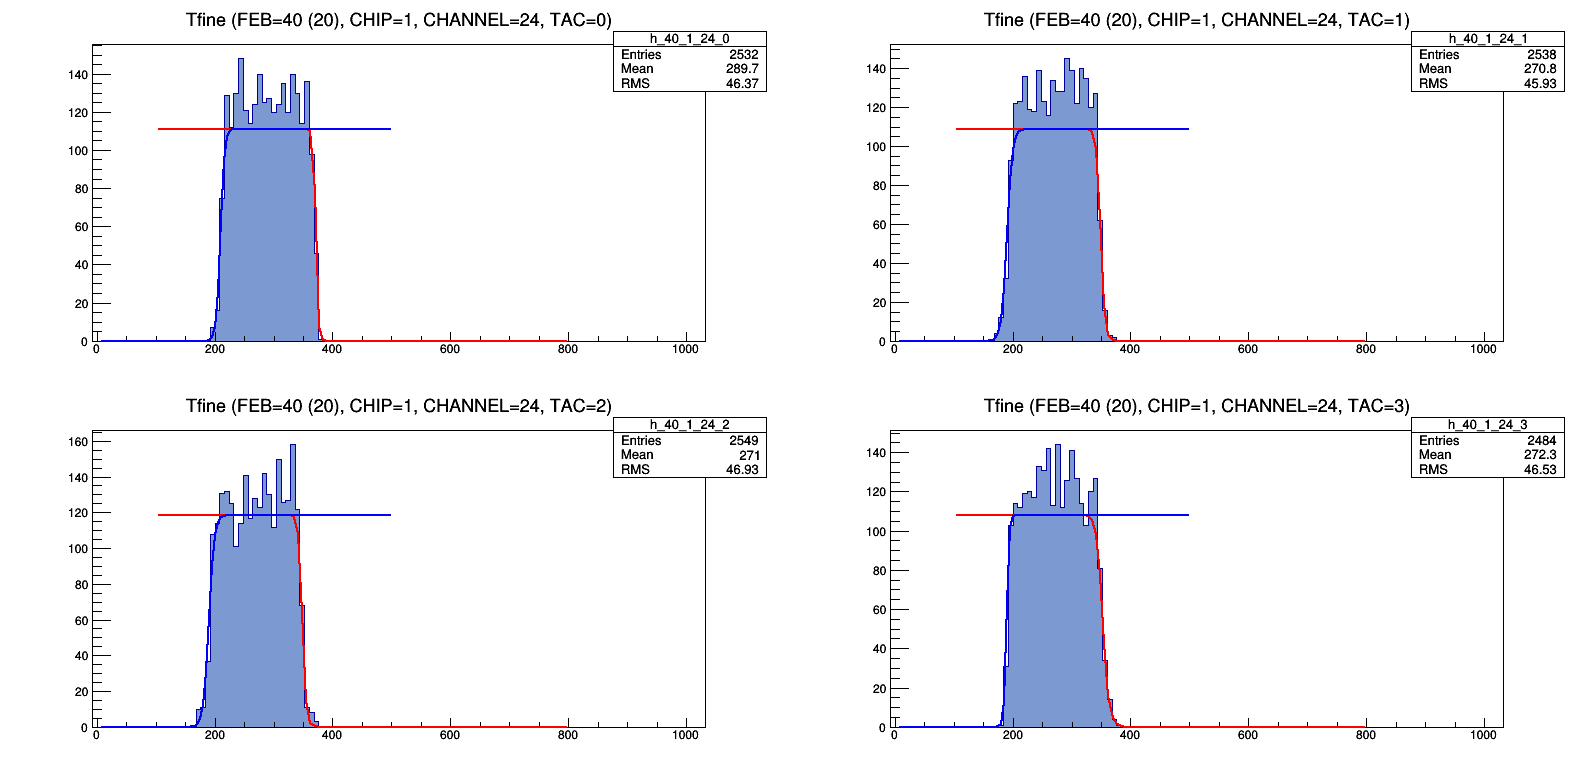 Tfine (FEB=40 (20), CHIP=1, CHANNEL=24, TAC=0)
h_40_1_24_0
Entries 2532
Mean 289.7
RMS 46.37
140
120
100
80
60
40
20
0
0 200 400 600 800 1000
Tfine (FEB=40 (20), CHIP=1, CHANNEL=24, TAC=1)
h_40_1_24_1
Entries 2538
Mean 270.8
RMS 45.93
140
120
100
80
60
40
20
0
0 200 400 600 800 1000
Tfine (FEB=40 (20), CHIP=1, CHANNEL=24, TAC=2)
h_40_1_24_2
Entries 2549
Mean 271
RMS 46.93
160
140
120
100
80
60
40
20
0
0 200 400 600 800 1000
Tfine (FEB=40 (20), CHIP=1, CHANNEL=24, TAC=3)
h_40_1_24_3
Entries 2484
Mean 272.3
RMS 46.53
140
120
100
80
60
40
20
0
0 200 400 600 800 1000